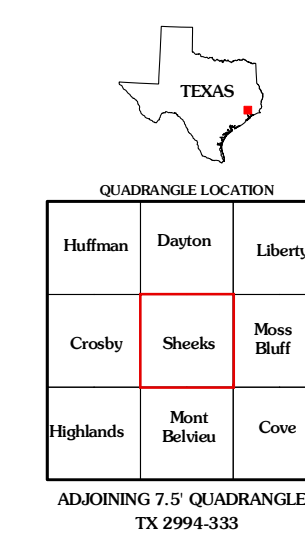 TEXAS
QUADRANGLE LOCATION
Huffman Dayton Liberty
Crosby Sheeks Moss
Bluff
Highlands Mont
Belvieu Cove
ADJOINING 7.5' QUADRANGLE
TX 2994-333